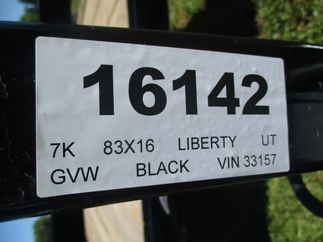 16142
7K 83X16 LIBERTY UT
GVW BLACK VIN 33157